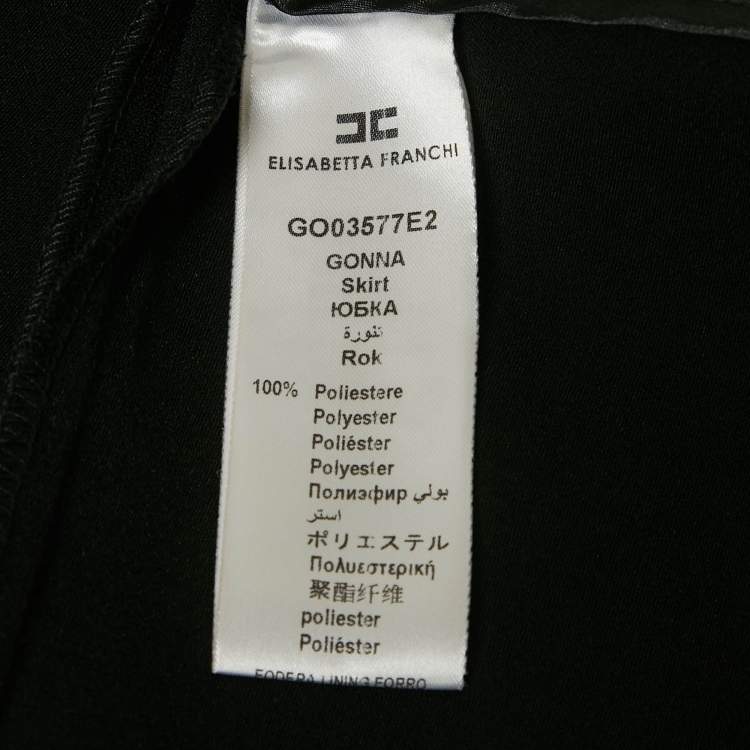 ELISABETTA FRANCHI
GO03577E2
GONNA
Skirt
ЮБКА
تنورة
Rok
100% Poliestere
Polyester
Poliéster
Polyester
Полиэфир بولي
استر
ポリエステル
Πολυεστερική
聚酯纤维
poliester
Poliéster
FODERA LINING FORRO